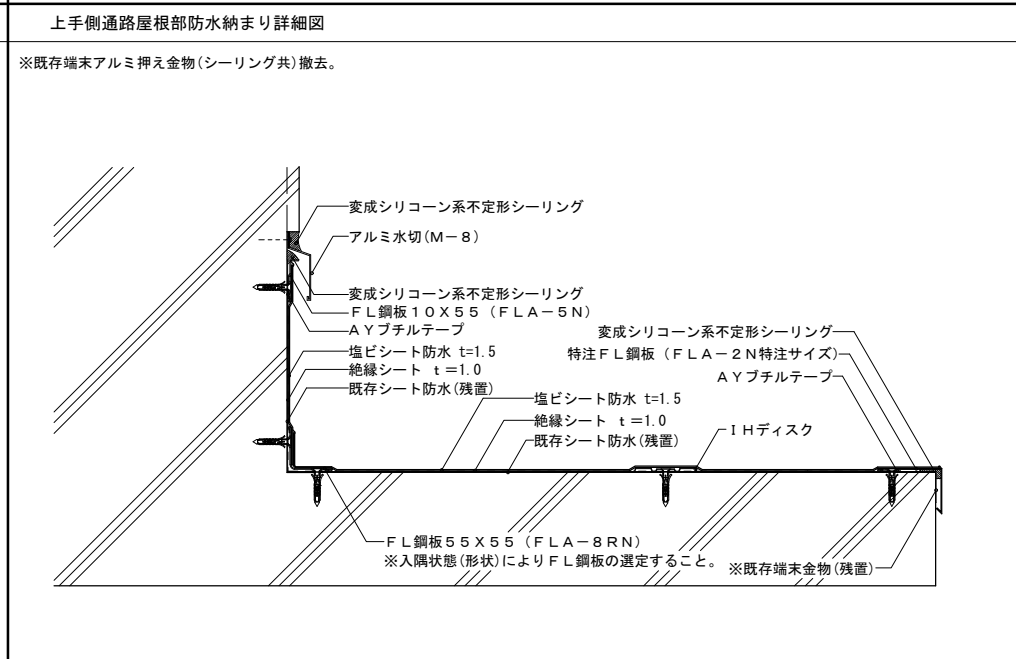 上手側通路屋根部防水納まり詳細図
※既存端末アルミ押え金物(シーリング共)撤去。
変成シリコーン系不定形シーリング
アルミ水切(M－8)
変成シリコーン系不定形シーリング
FL鋼板10X55（FLA－5N）
AYブチルテープ
塩ビシート防水 t=1.5
絶縁シート t＝1.0
既存シート防水(残置)
変成シリコーン系不定形シーリング
特注FL鋼板（FLA－2N特注サイズ）
AYブチルテープ
塩ビシート防水 t=1.5
絶縁シート t＝1.0
既存シート防水(残置)
IHディスク
FL鋼板55X55（FLA－8RN）
※入隅状態(形状)によりFL鋼板の選定すること。
※既存端末金物(残置)